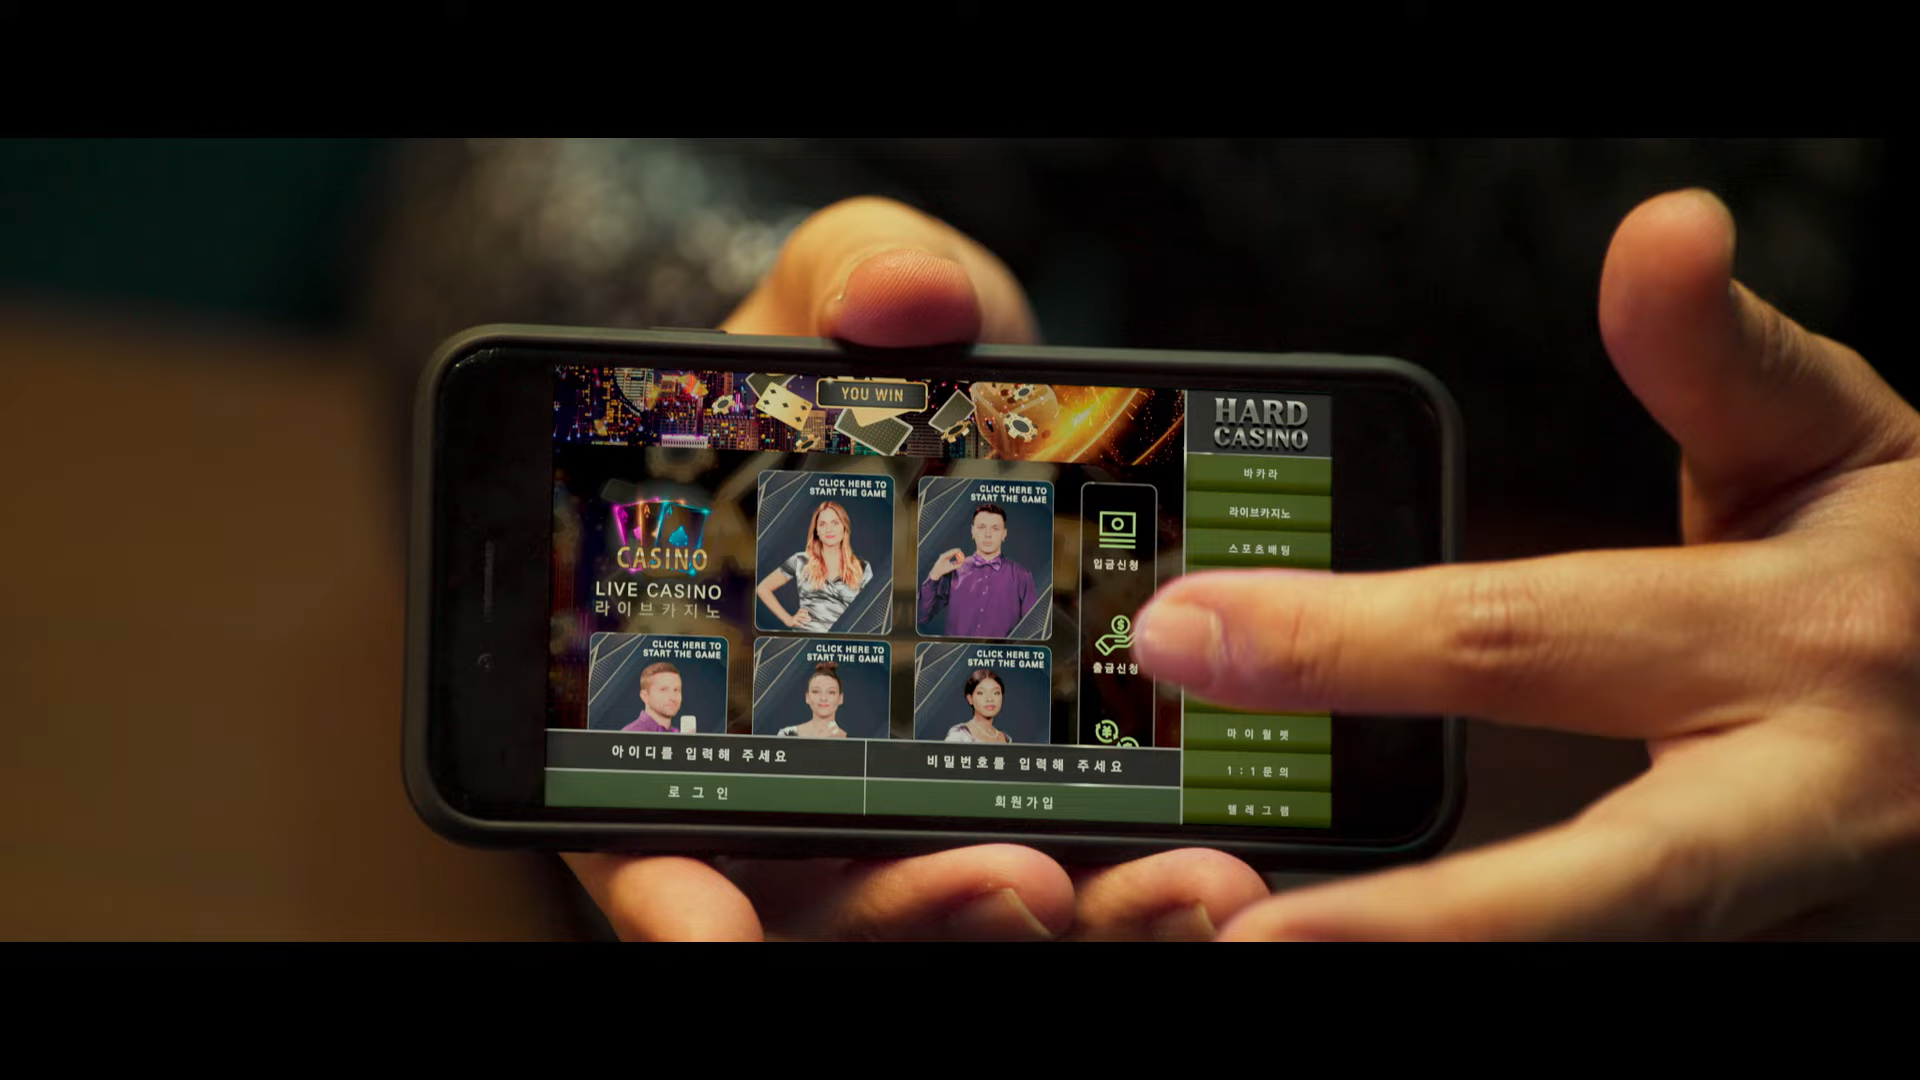 YOU WIN
HARD
CASINO
바카라
라이브카지노
스포츠배팅
마이월렛
1:1문의
텔레그램
CASINO
LIVE CASINO
라이브카지노
CLICK HERE TO
START THE GAME
CLICK HERE TO
START THE GAME
CLICK HERE TO
START THE GAME
CLICK HERE TO
START THE GAME
CLICK HERE TO
START THE GAME
입금신청
출금신청
아이디를 입력해 주세요
비밀번호를 입력해 주세요
로그인
회원가입